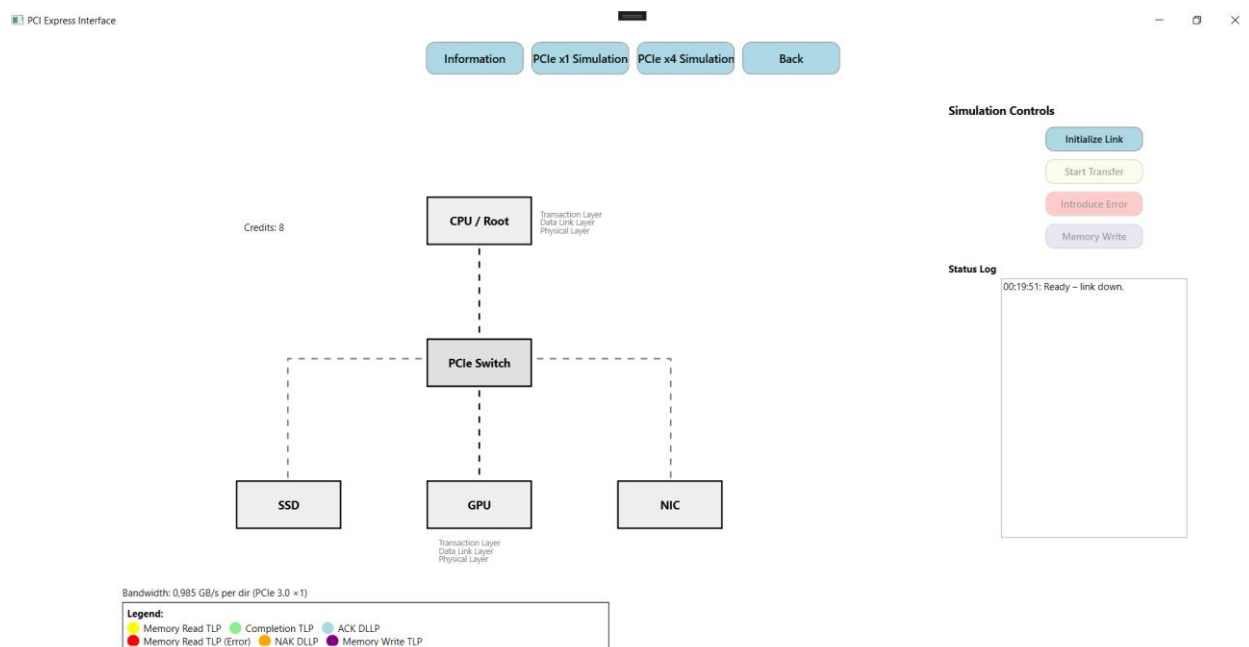 PCI Express Interface
Information
PCIe x1 Simulation
PCIe x4 Simulation
Back
Simulation Controls
Initialize Link
Start Transfer
Introduce Error
Memory Write
Credits: 8
CPU / Root
Transaction Layer
Data Link Layer
Physical Layer
Status Log
00:19:51: Ready – link down.
PCIe Switch
SSD
GPU
NIC
Transaction Layer
Data Link Layer
Physical Layer
Bandwidth: 0,985 GB/s per dir (PCIe 3.0 ×1)
Legend:
Memory Read TLP Completion TLP ACK DLLP
Memory Read TLP (Error) NAK DLLP Memory Write TLP